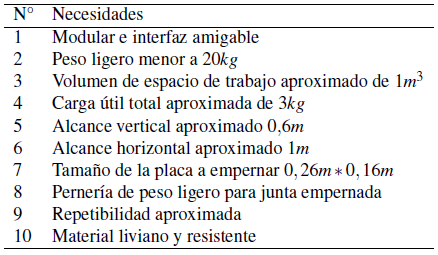 N° Necesidades
1 Modular e interfaz amigable
2 Peso ligero menor a 20kg
3 Volumen de espacio de trabajo aproximado de 1m³
4 Carga útil total aproximada de 3kg
5 Alcance vertical aproximado 0,6m
6 Alcance horizontal aproximado 1m
7 Tamaño de la placa a empernar 0,26m∗0,16m
8 Pernería de peso ligero para junta empernada
9 Repetibilidad aproximada
10 Material liviano y resistente